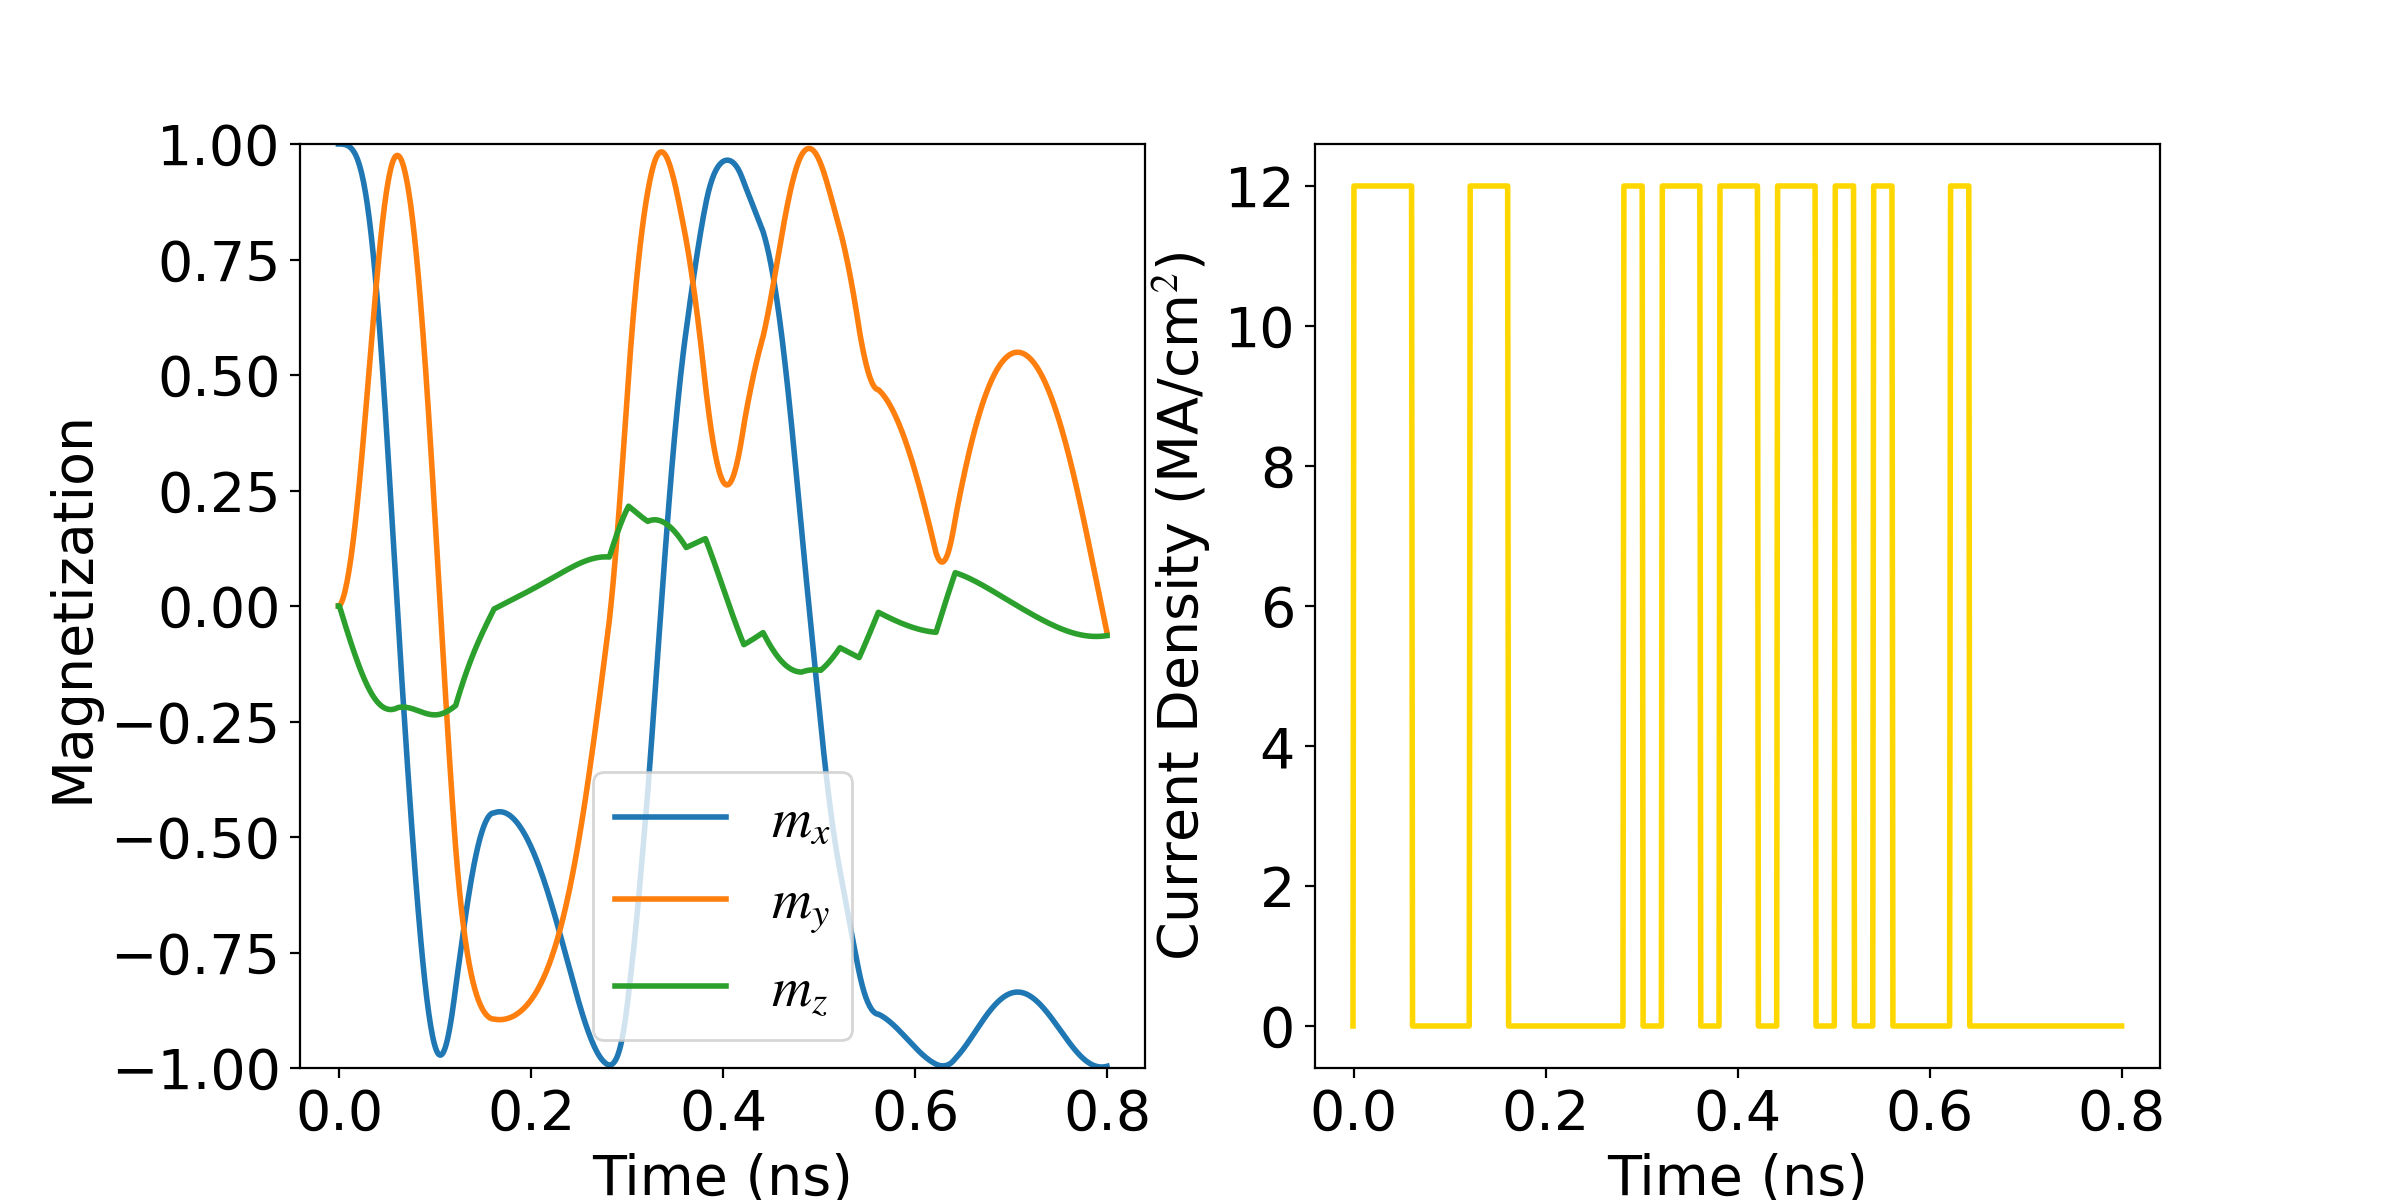 1.00
0.75
0.50
0.25
0.00
−0.25
−0.50
−0.75
−1.00
Magnetization
0.0 0.2 0.4 0.6 0.8
Time (ns)
m_x
m_y
m_z
12
10
8
6
4
2
0
Current Density (MA/cm²)
0.0 0.2 0.4 0.6 0.8
Time (ns)